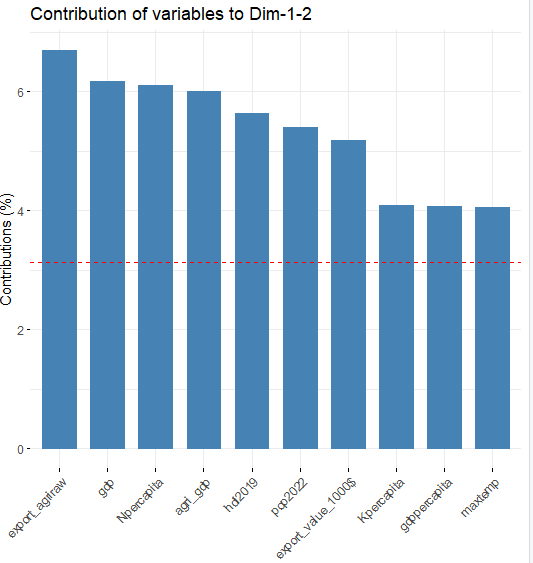 Contribution of variables to Dim-1-2
Contributions (%)
6
4
2
0
export_agrifraw
gdp
Npercapita
agri_gdp
hdi2019
pop2022
export_value_1000$
Kpercapita
gdppercapita
maxtemp